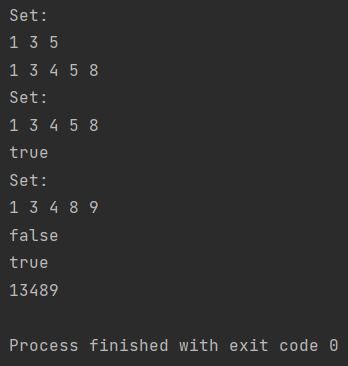 Set:
1 3 5
1 3 4 5 8
Set:
1 3 4 5 8
true
Set:
1 3 4 8 9
false
true
13489
Process finished with exit code 0